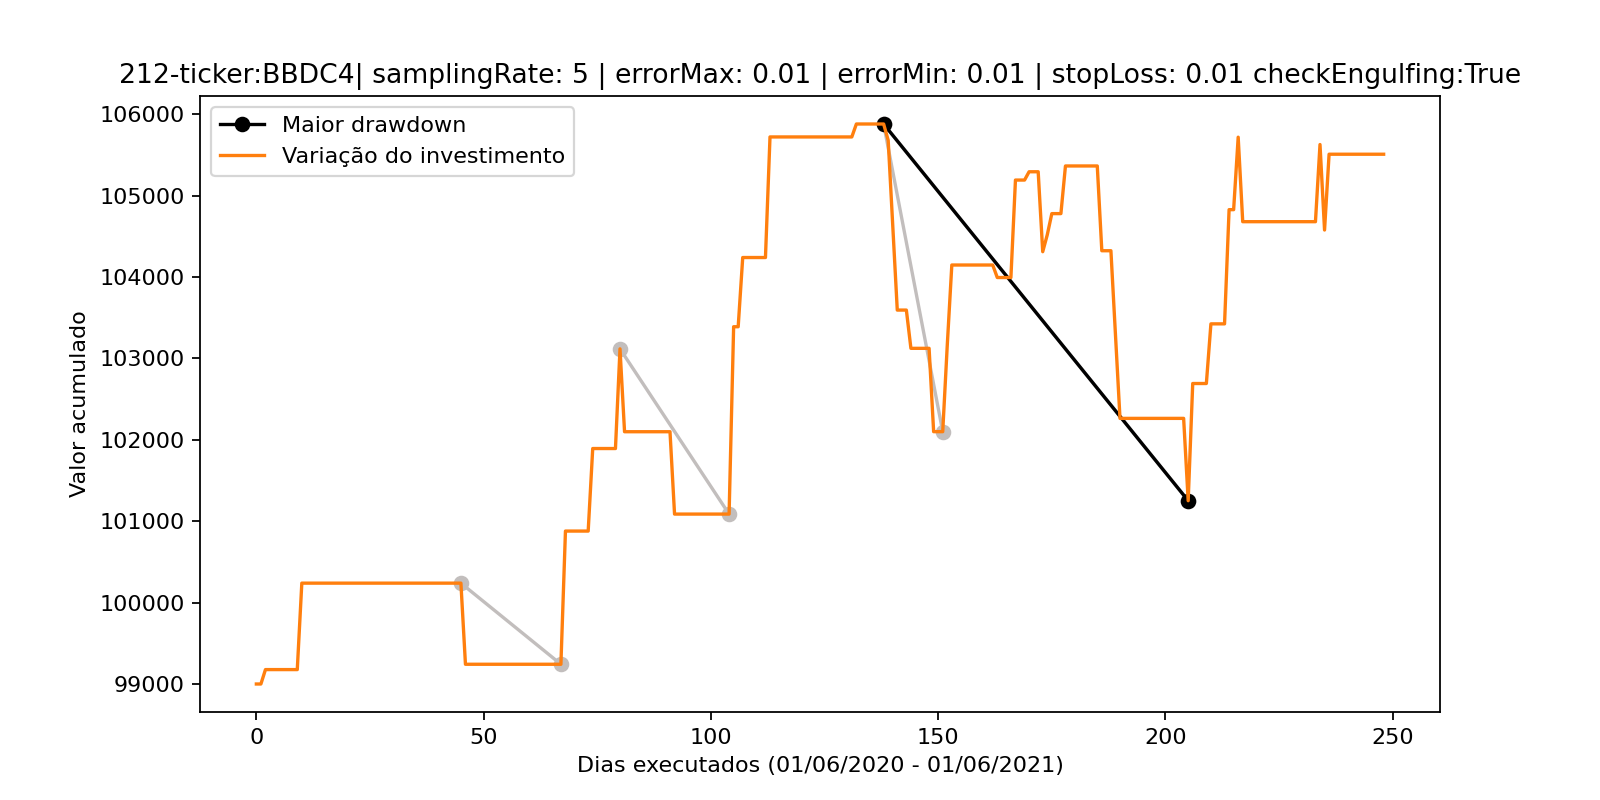 212-ticker:BBDC4| samplingRate: 5 | errorMax: 0.01 | errorMin: 0.01 | stopLoss: 0.01 checkEngulfing:True
Maior drawdown
Variação do investimento
106000
105000
104000
103000
102000
101000
100000
99000
Valor acumulado
0 50 100 150 200 250
Dias executados (01/06/2020 - 01/06/2021)